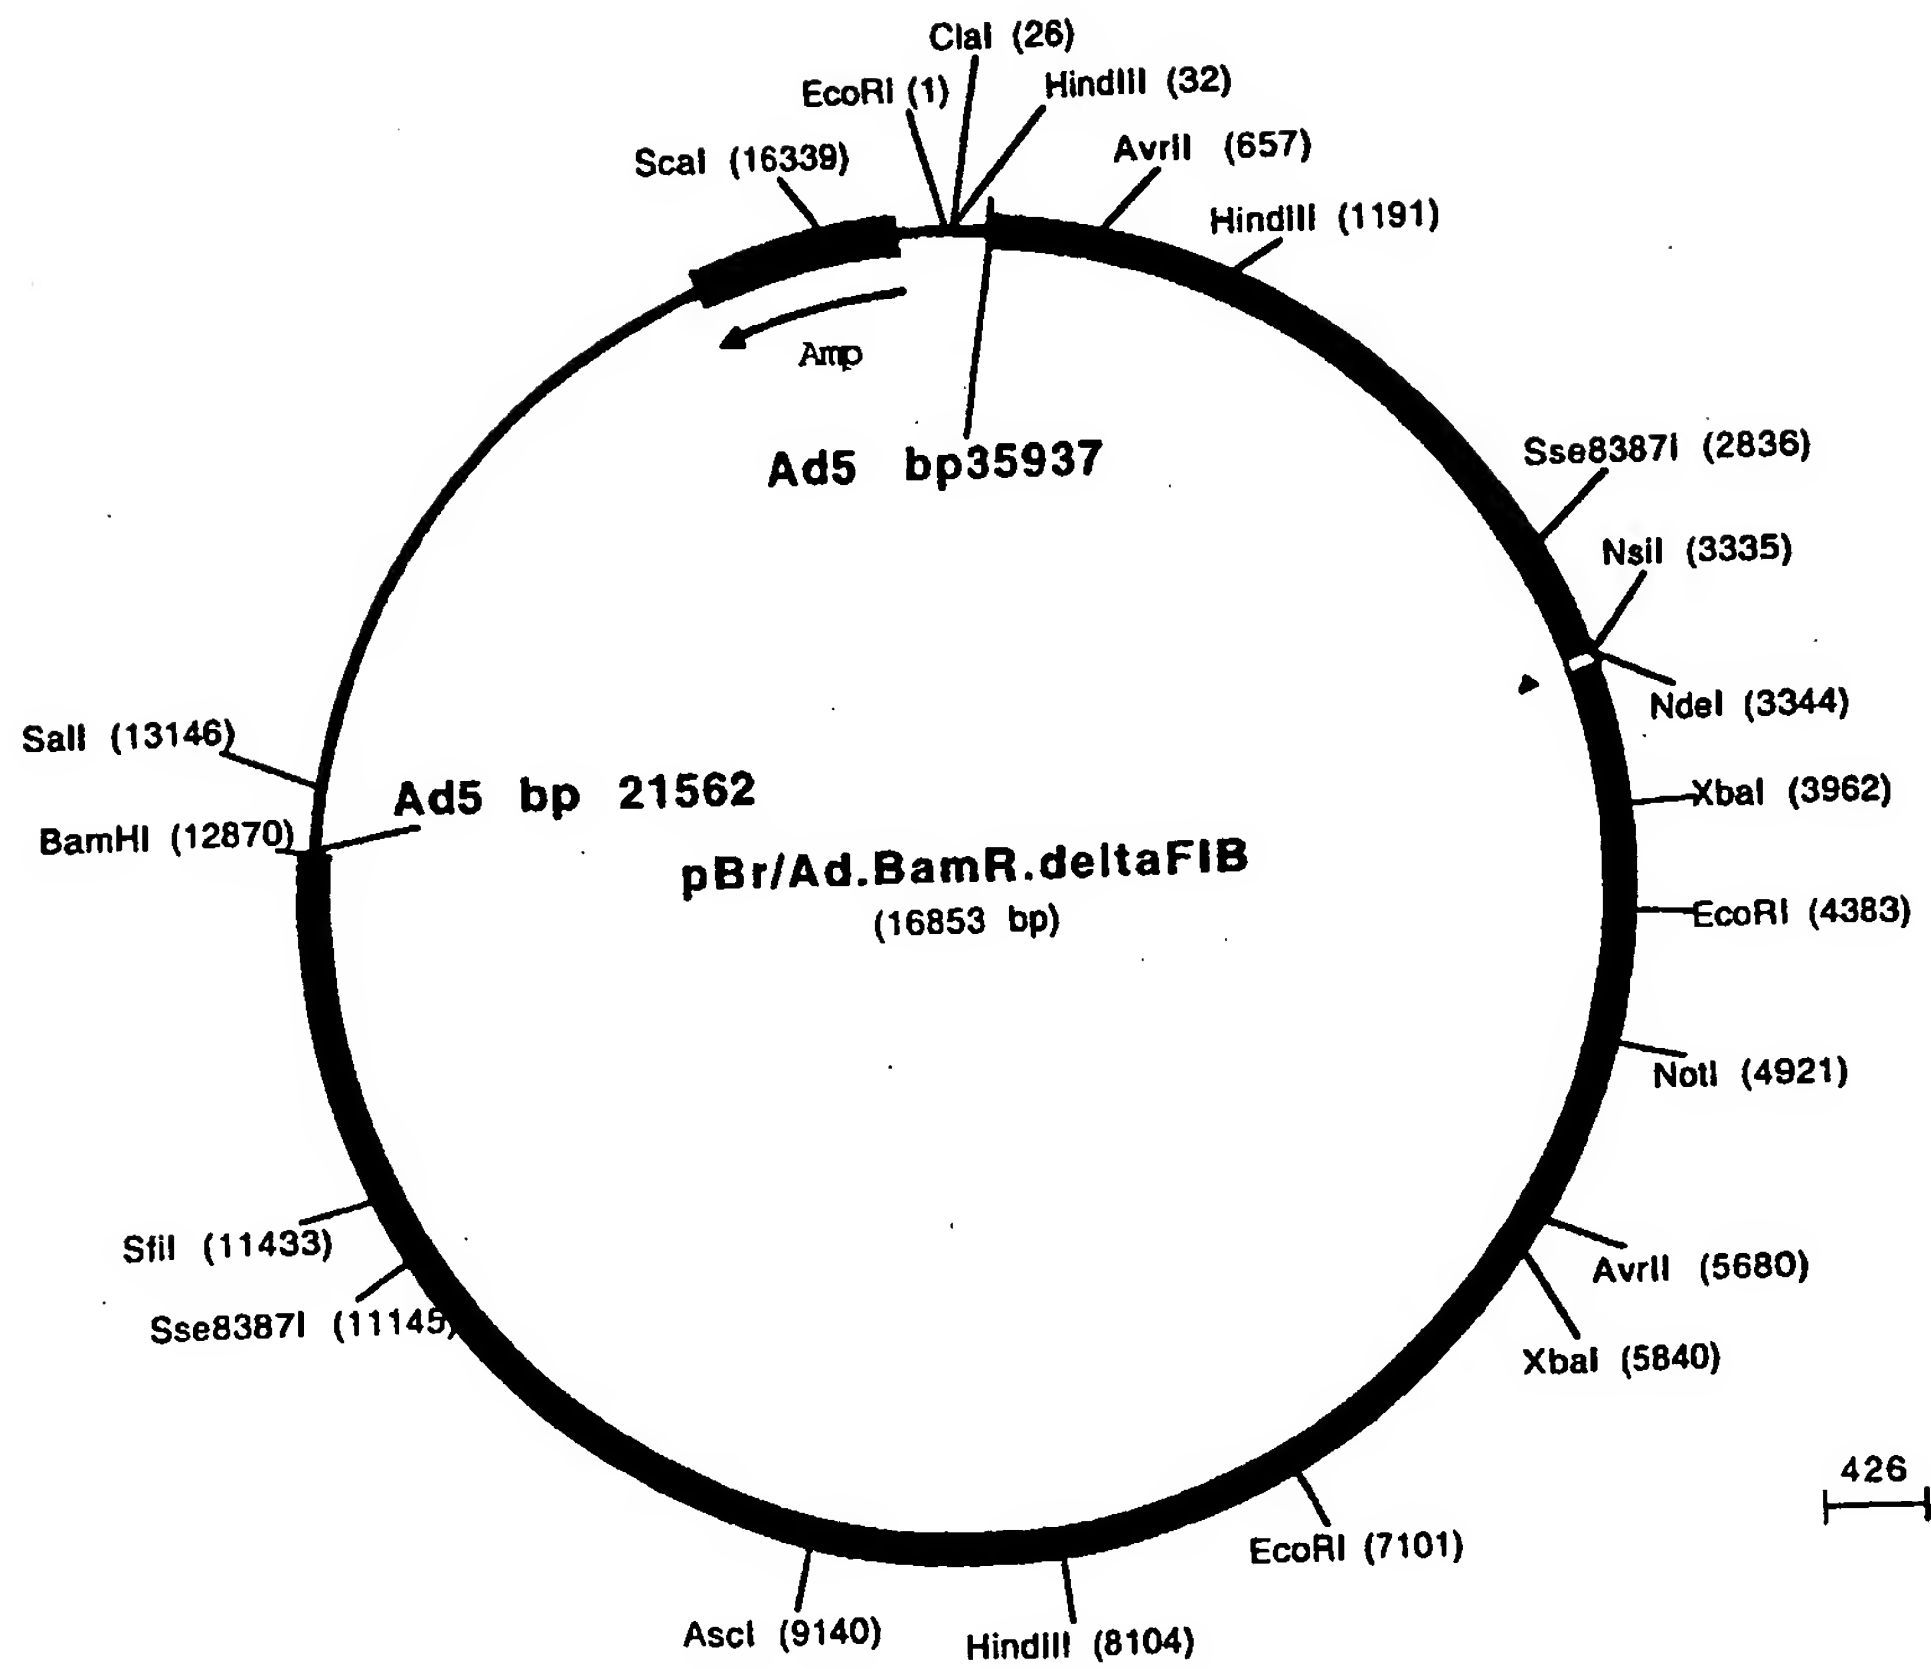 ClaI (26)
EcoRI (1)
HindIII (32)
ScaI (16339)
AvrII (657)
HindIII (1191)
Amp
Ad5 bp35937
Sse8387I (2836)
NsiI (3335)
NdeI (3344)
SalI (13146)
Ad5 bp 21562
XbaI (3962)
BamHI (12870)
pBr/Ad.BamR.deltaFIB
(16853 bp)
EcoRI (4383)
NotI (4921)
SfiI (11433)
AvrII (5680)
Sse8387I (11145)
XbaI (5840)
426
EcoRI (7101)
AscI (9140)
HindIII (8104)